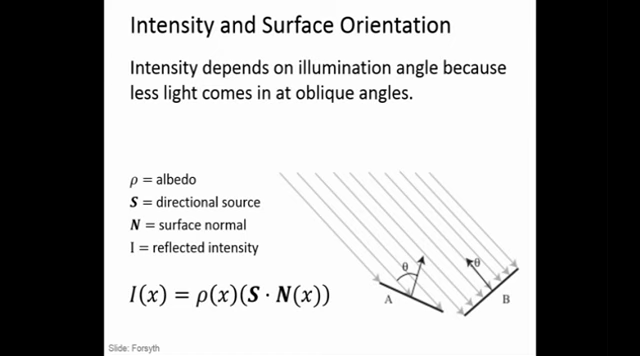 Intensity and Surface Orientation
Intensity depends on illumination angle because
less light comes in at oblique angles.
ρ = albedo
S = directional source
N = surface normal
I = reflected intensity
I(x) = ρ(x)(S · N(x))
θ
A
θ
B
Slide: Forsyth